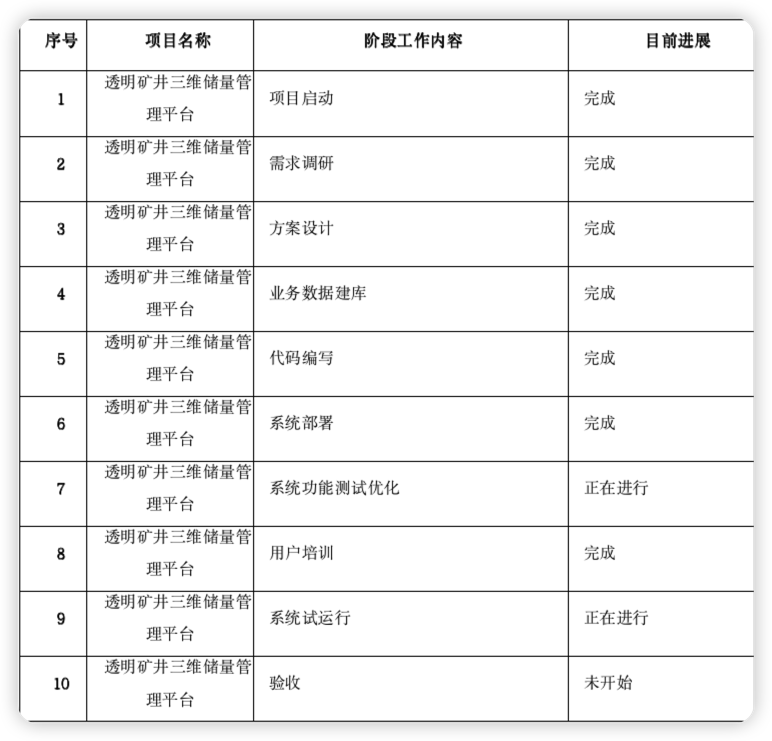 序号 项目名称 阶段工作内容 目前进展
1 透明矿井三维储量管
理平台 项目启动 完成
2 透明矿井三维储量管
理平台 需求调研 完成
3 透明矿井三维储量管
理平台 方案设计 完成
4 透明矿井三维储量管
理平台 业务数据建库 完成
5 透明矿井三维储量管
理平台 代码编写 完成
6 透明矿井三维储量管
理平台 系统部署 完成
7 透明矿井三维储量管
理平台 系统功能测试优化 正在进行
8 透明矿井三维储量管
理平台 用户培训 完成
9 透明矿井三维储量管
理平台 系统试运行 正在进行
10 透明矿井三维储量管
理平台 验收 未开始